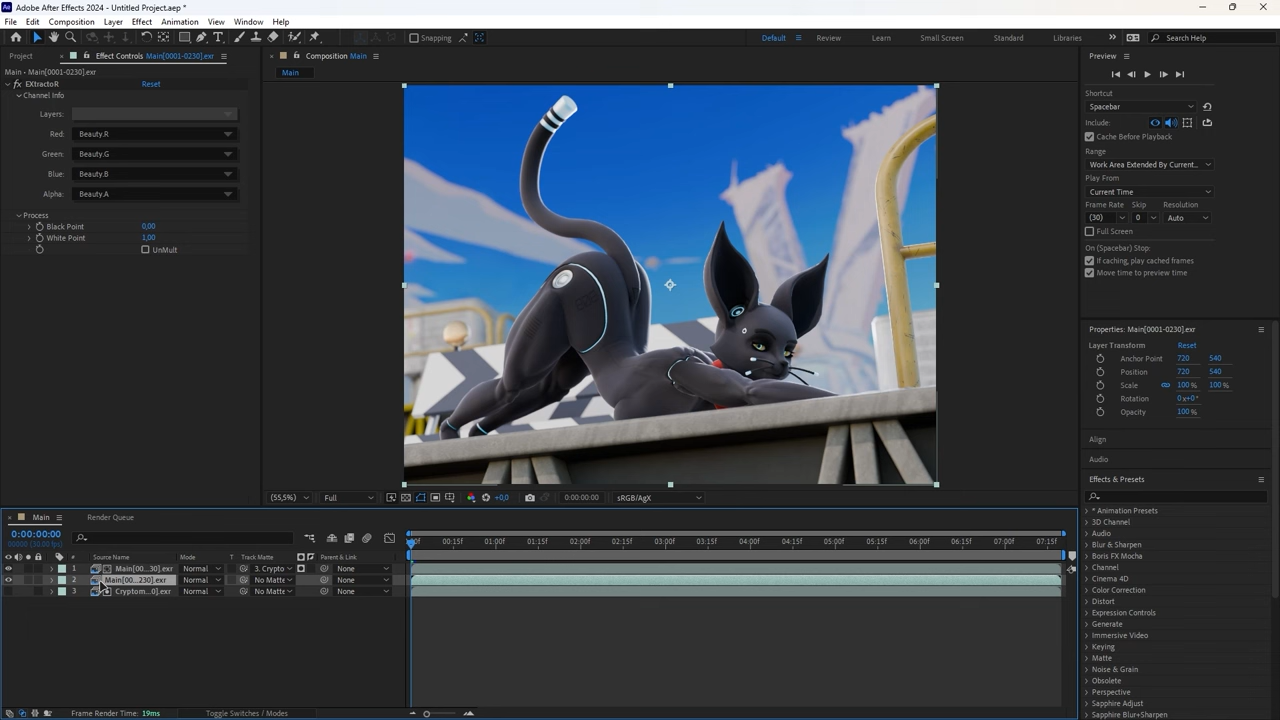 Adobe After Effects 2024 - Untitled Project.aep *
File Edit Composition Layer Effect Animation View Window Help
Snapping
Default Review Learn Small Screen Standard Libraries Search Help
Project
Effect Controls Main[0001-0230].exr
Main • Main[0001-0230].exr
fx EXtractoR Reset
Channel Info
Layers:
Red: Beauty.R
Green: Beauty.G
Blue: Beauty.B
Alpha: Beauty.A
Process
Black Point 0,00
White Point 1,00
UnMult
Composition Main
Main
(55,5%) Full +0,0 0:00:00:00 sRGB/AgX
Preview
Shortcut
Spacebar
Include:
Cache Before Playback
Range
Work Area Extended By Current...
Play From
Current Time
Frame Rate Skip Resolution
(30) 0 Auto
Full Screen
On (Spacebar) Stop:
If caching, play cached frames
Move time to preview time
Properties: Main[0001-0230].exr
Layer Transform Reset
Anchor Point 720 540
Position 720 540
Scale 100 % 100 %
Rotation 0x+0°
Opacity 100 %
Align
Audio
Effects & Presets
* Animation Presets
3D Channel
Audio
Blur & Sharpen
Boris FX Mocha
Channel
Cinema 4D
Color Correction
Distort
Expression Controls
Generate
Immersive Video
Keying
Matte
Noise & Grain
Obsolete
Perspective
Sapphire Adjust
Sapphire Blur+Sharpen
Main Render Queue
0:00:00:00
00000 (30.00 fps)
# Source Name Mode T Track Matte Parent & Link
1 Main[00...30].exr Normal 3. Crypto None
2 Main[00...230].exr Normal No Matte None
3 Cryptom...0].exr Normal No Matte None
00:15f 01:00f 01:15f 02:00f 02:15f 03:00f 03:15f 04:00f 04:15f 05:00f 05:15f 06:00f 06:15f 07:00f 07:15f
Frame Render Time: 19ms Toggle Switches / Modes